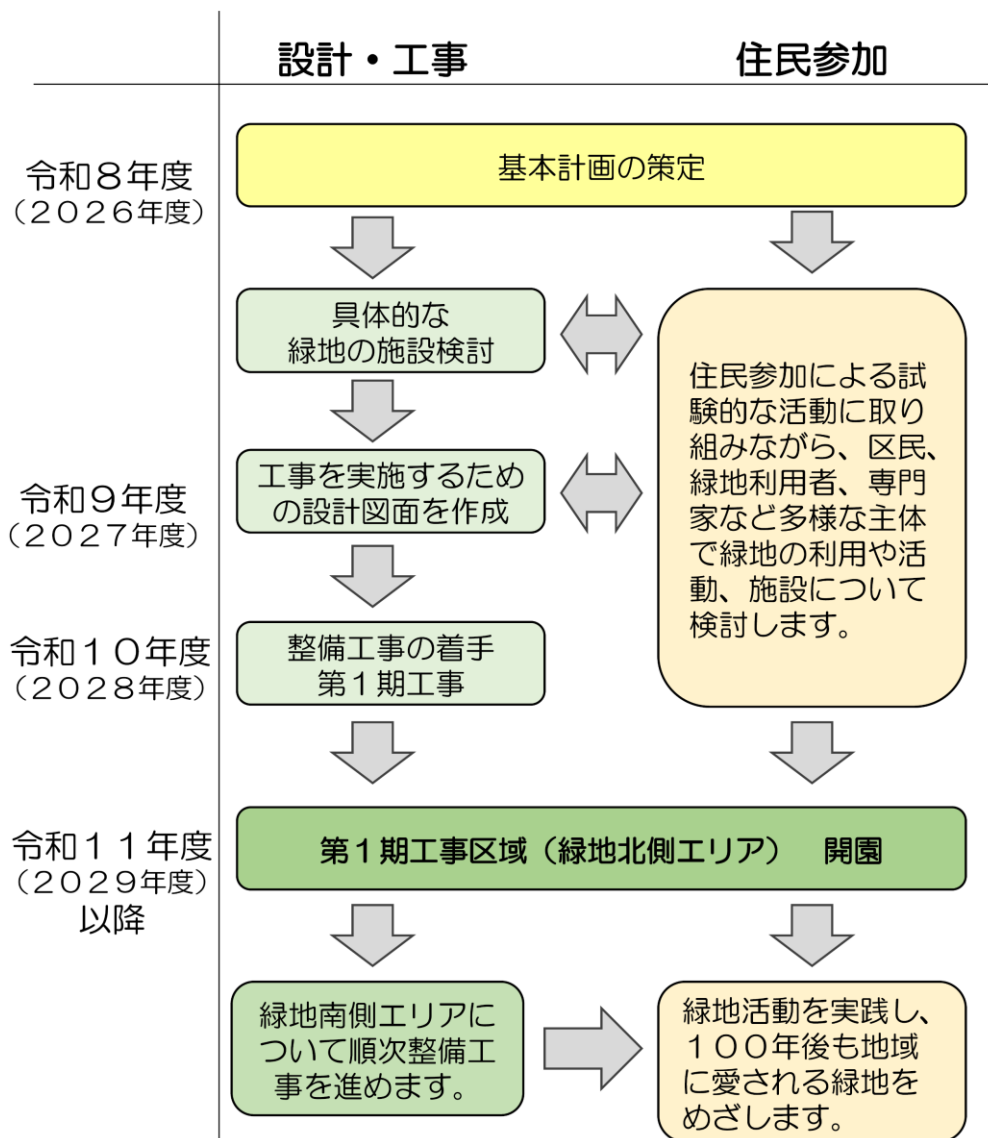 設計・工事
住民参加
令和８年度
（２０２６年度）
基本計画の策定
具体的な
緑地の施設検討
住民参加による試
験的な活動に取り
組みながら、区民、
緑地利用者、専門
家など多様な主体
で緑地の利用や活
動、施設について
検討します。
令和９年度
（２０２７年度）
工事を実施するため
の設計図面を作成
令和１０年度
（２０２８年度）
整備工事の着手
第１期工事
令和１１年度
（２０２９年度）
以降
第１期工事区域（緑地北側エリア）　開園
緑地南側エリアに
ついて順次整備工
事を進めます。
緑地活動を実践し、
１００年後も地域
に愛される緑地を
めざします。